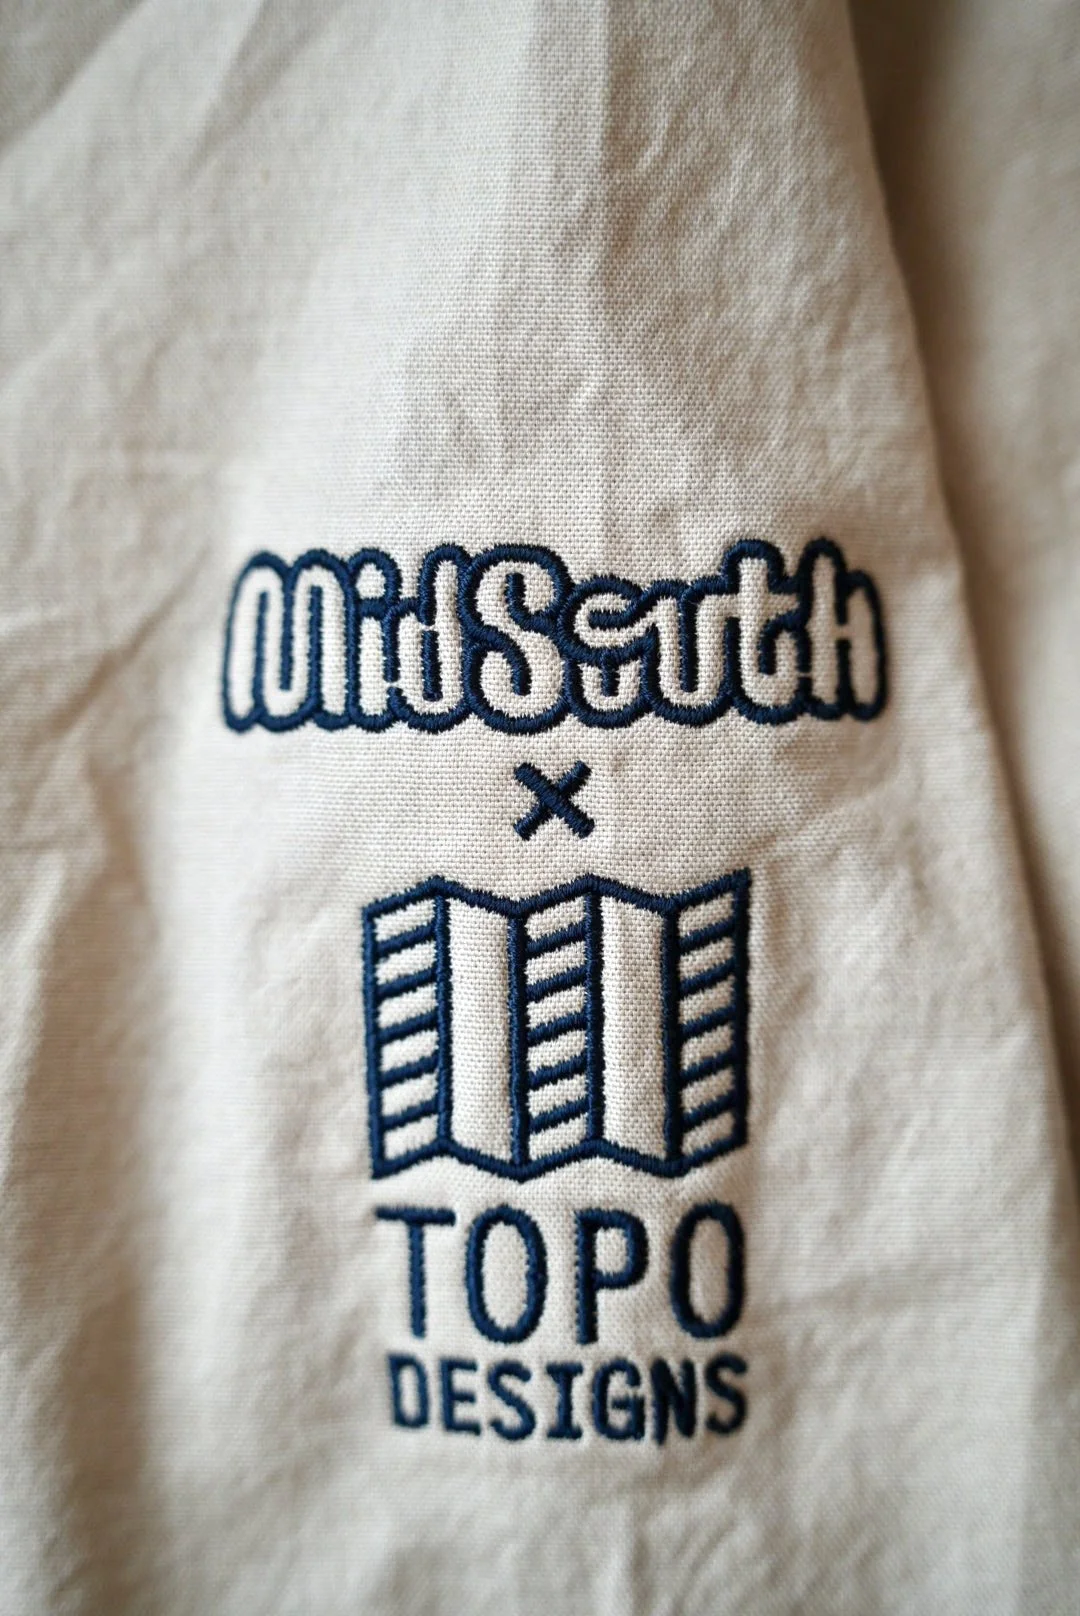 MidSouth
×
TOPO
DESIGNS